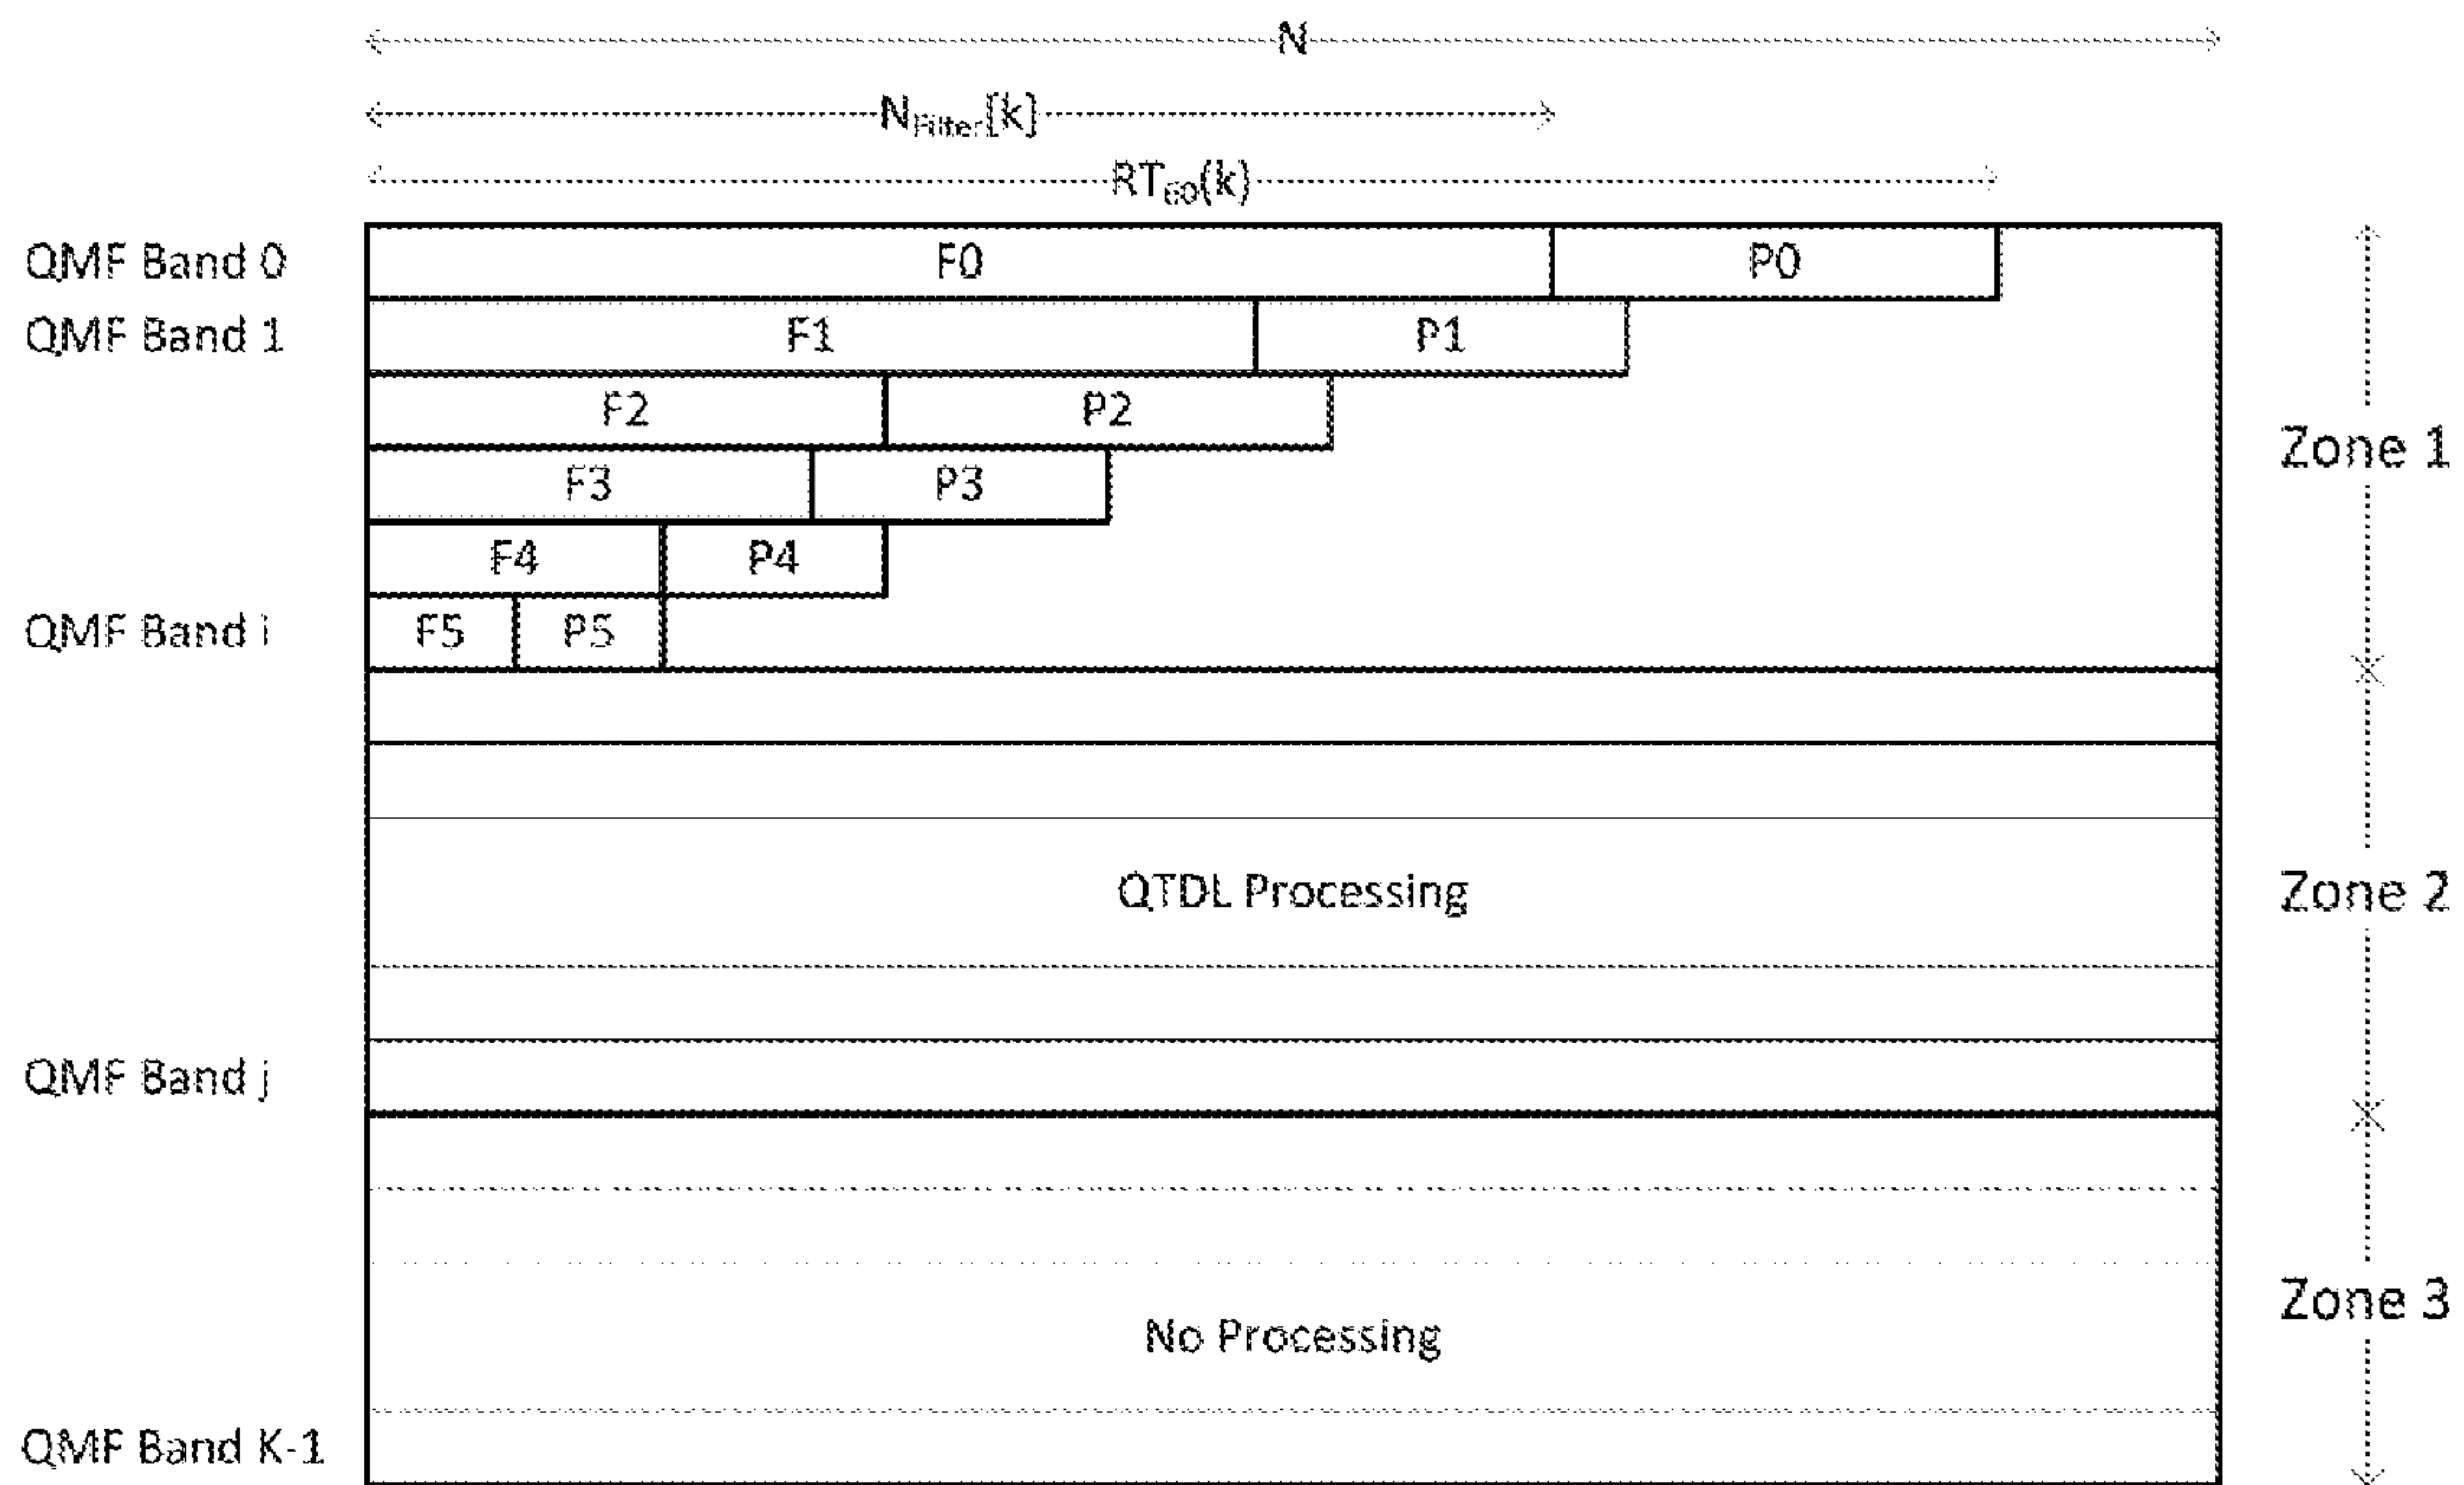 N
N_Filter[k]
RT_60(k)
QMF Band 0 F0 P0
QMF Band 1 F1 P1
F2 P2
F3 P3
Zone 1
F4 P4
QMF Band i F5 P5
QTDL Processing
Zone 2
QMF Band j
Zone 3
No Processing
QMF Band K-1